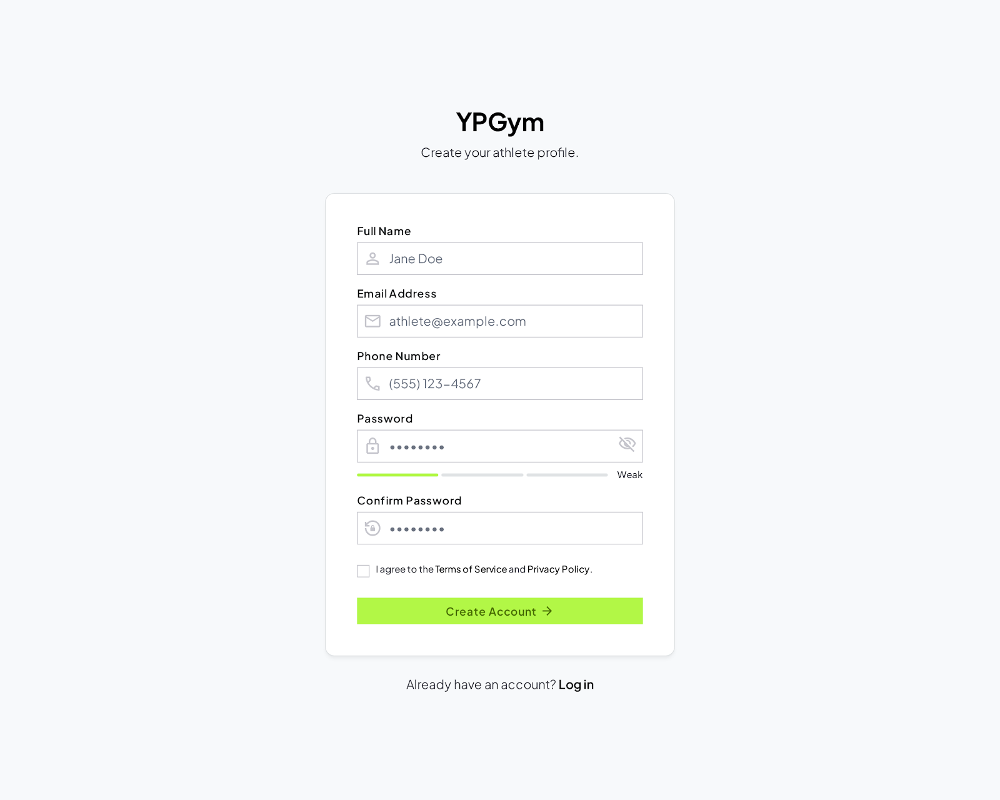 YPGym
Create your athlete profile.
Full Name
Jane Doe
Email Address
athlete@example.com
Phone Number
(555) 123-4567
Password
••••••••
Weak
Confirm Password
••••••••
I agree to the Terms of Service and Privacy Policy.
Create Account →
Already have an account? Log in